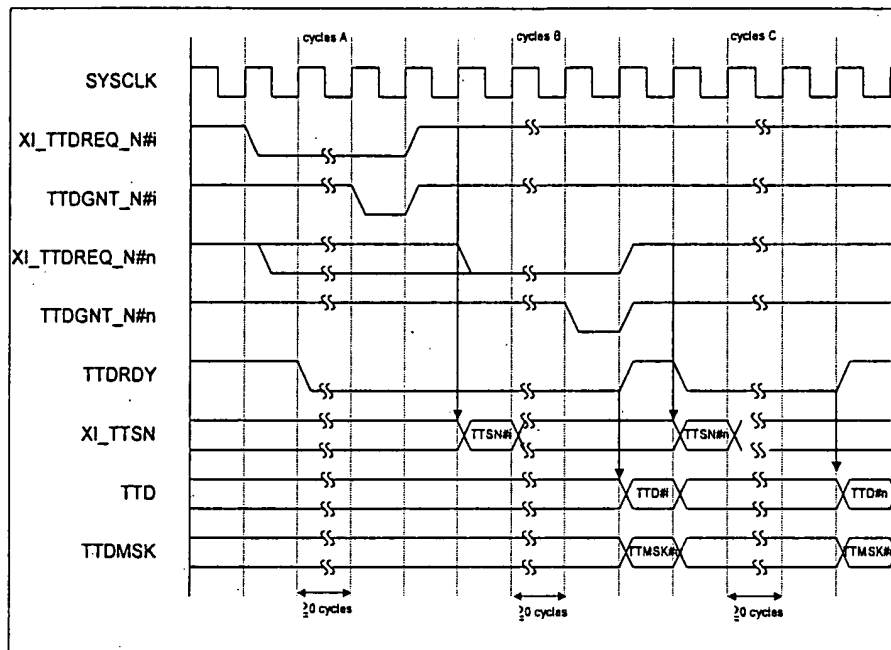 cycles A cycles B cycles C
SYSCLK
XI_TTDREQ_N#i
TTDGNT_N#i
XI_TTDREQ_N#n
TTDGNT_N#n
TTDRDY
XI_TTSN TTSN#i TTSN#n
TTD TTD#i TTD#n
TTDMSK TTMSK# TTMSK#
≥0 cycles ≥0 cycles ≥0 cycles